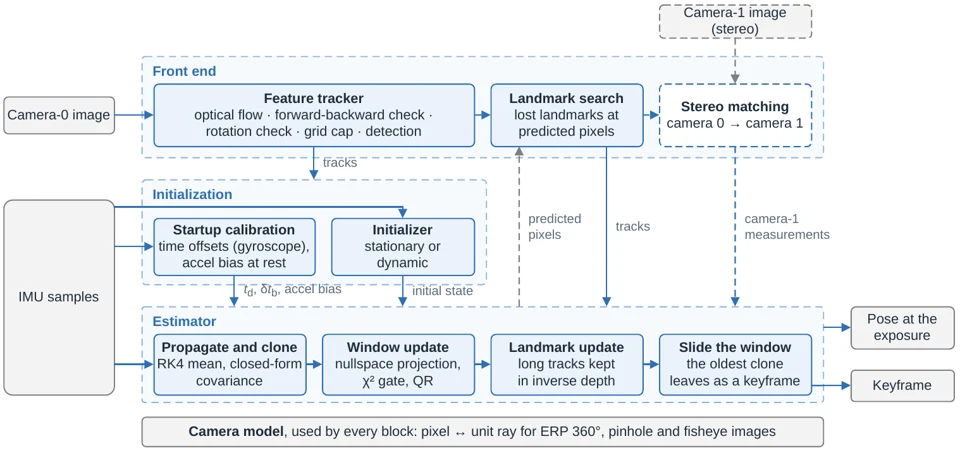 Camera-1 image
(stereo)
Front end
Camera-0 image
Feature tracker
optical flow · forward-backward check ·
rotation check · grid cap · detection
Landmark search
lost landmarks at
predicted pixels
Stereo matching
camera 0 → camera 1
tracks
Initialization
Startup calibration
time offsets (gyroscope),
accel bias at rest
Initializer
stationary or
dynamic
predicted
pixels
tracks
camera-1
measurements
IMU samples
t_d, δt_b, accel bias
initial state
Estimator
Propagate and clone
RK4 mean, closed-form
covariance
Window update
nullspace projection,
χ² gate, QR
Landmark update
long tracks kept
in inverse depth
Slide the window
the oldest clone
leaves as a keyframe
Pose at the
exposure
Keyframe
Camera model, used by every block: pixel ↔ unit ray for ERP 360°, pinhole and fisheye images